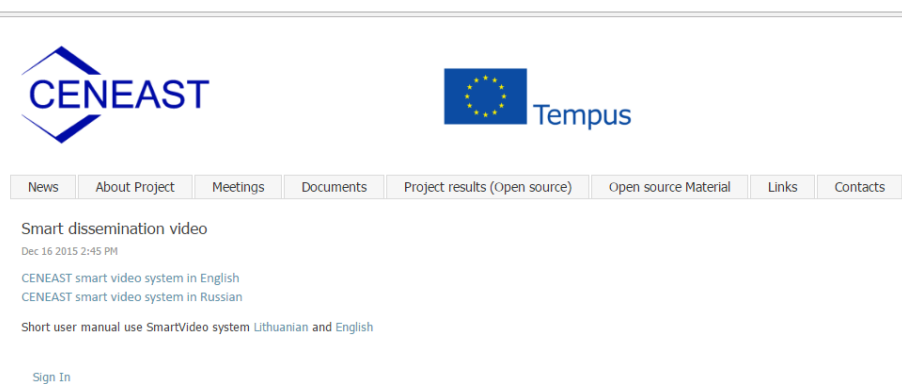 CENEAST
Tempus
News About Project Meetings Documents Project results (Open source) Open source Material Links Contacts
Smart dissemination video
Dec 16 2015 2:45 PM
CENEAST smart video system in English
CENEAST smart video system in Russian
Short user manual use SmartVideo system Lithuanian and English
Sign In